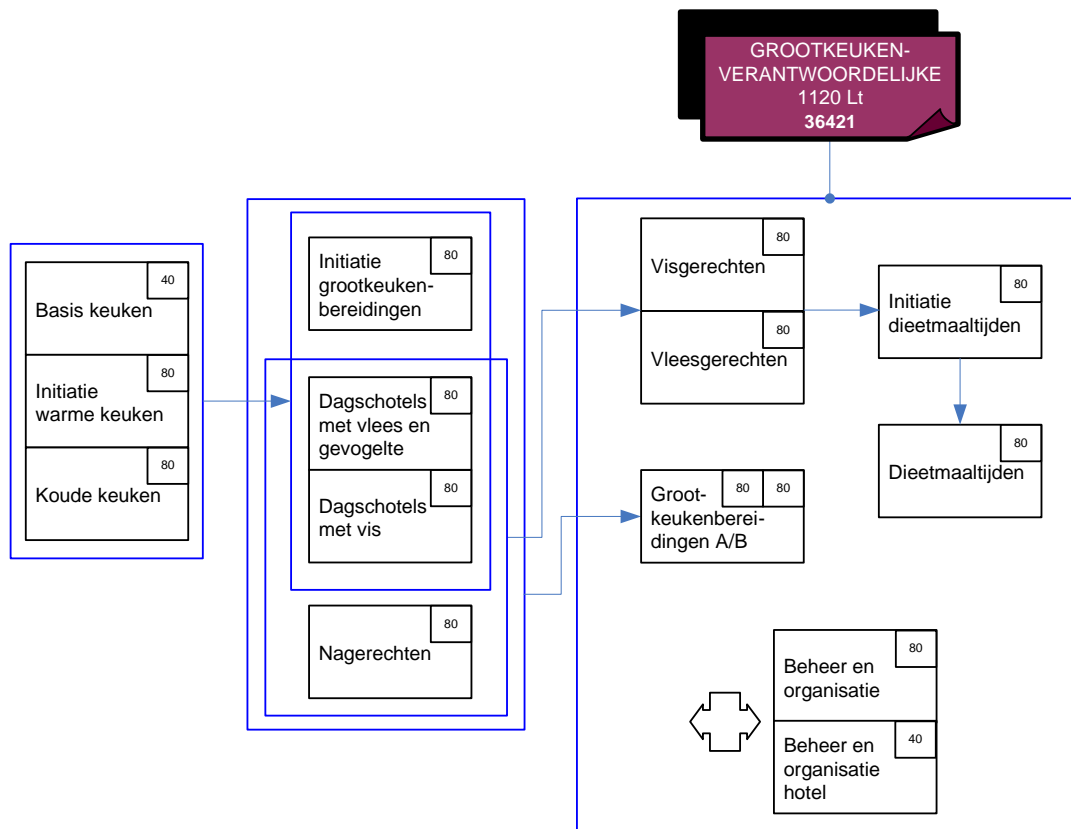 GROOTKEUKEN-
VERANTWOORDELIJKE
1120 Lt
36421
40
Basis keuken
80
Initiatie
warme keuken
80
Koude keuken
80
Initiatie
grootkeuken-
bereidingen
80
Dagschotels
met vlees en
gevogelte
80
Dagschotels
met vis
80
Nagerechten
80
Visgerechten
80
Vleesgerechten
80 80
Groot-
keukenberei-
dingen A/B
80
Initiatie
dieetmaaltijden
80
Dieetmaaltijden
80
Beheer en
organisatie
40
Beheer en
organisatie
hotel